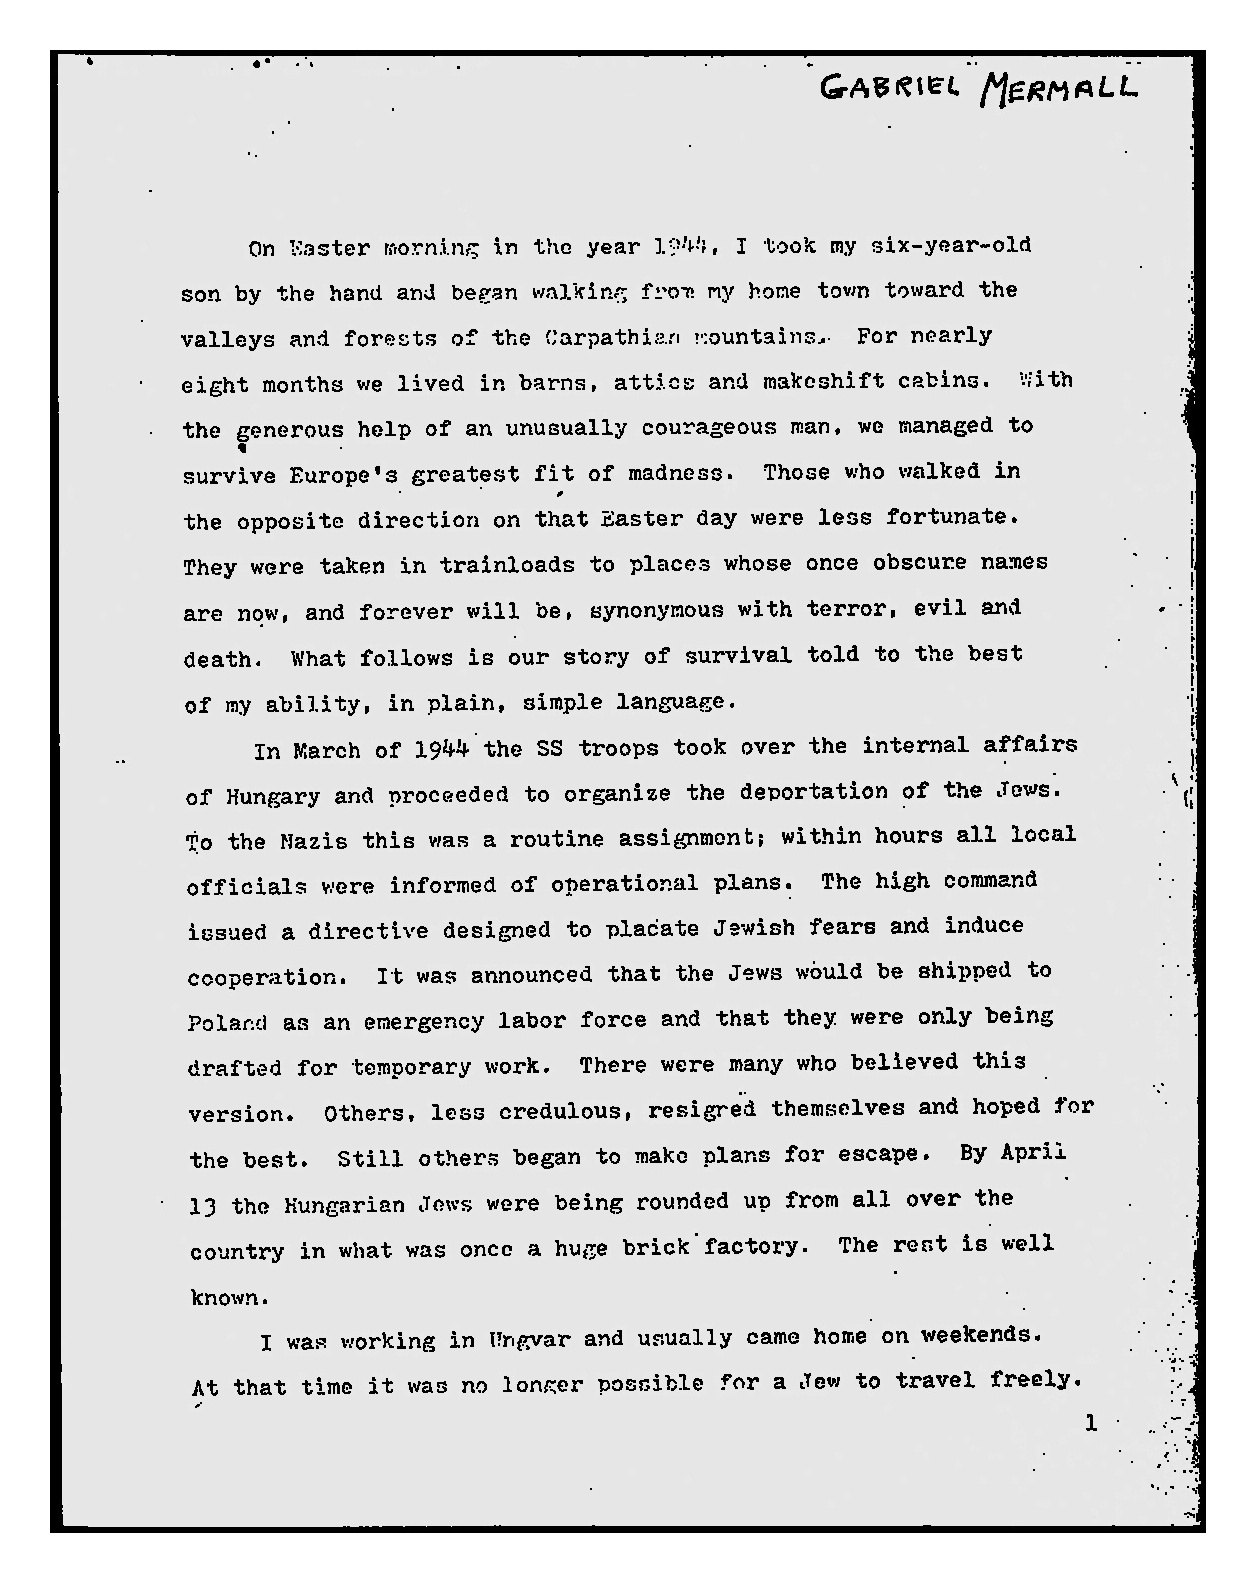 GABRIEL MERMALL
On Easter morning in the year 1944, I took my six-year-old
son by the hand and began walking from my home town toward the
valleys and forests of the Carpathian mountains. For nearly
eight months we lived in barns, attics and makeshift cabins. With
the generous help of an unusually courageous man, we managed to
survive Europe's greatest fit of madness. Those who walked in
the opposite direction on that Easter day were less fortunate.
They were taken in trainloads to places whose once obscure names
are now, and forever will be, synonymous with terror, evil and
death. What follows is our story of survival told to the best
of my ability, in plain, simple language.
In March of 1944 the SS troops took over the internal affairs
of Hungary and proceeded to organize the deportation of the Jews.
To the Nazis this was a routine assignment; within hours all local
officials were informed of operational plans. The high command
issued a directive designed to placate Jewish fears and induce
cooperation. It was announced that the Jews would be shipped to
Poland as an emergency labor force and that they were only being
drafted for temporary work. There were many who believed this
version. Others, less credulous, resigned themselves and hoped for
the best. Still others began to make plans for escape. By April
13 the Hungarian Jews were being rounded up from all over the
country in what was once a huge brick factory. The rest is well
known.
I was working in Ungvar and usually came home on weekends.
At that time it was no longer possible for a Jew to travel freely.
1